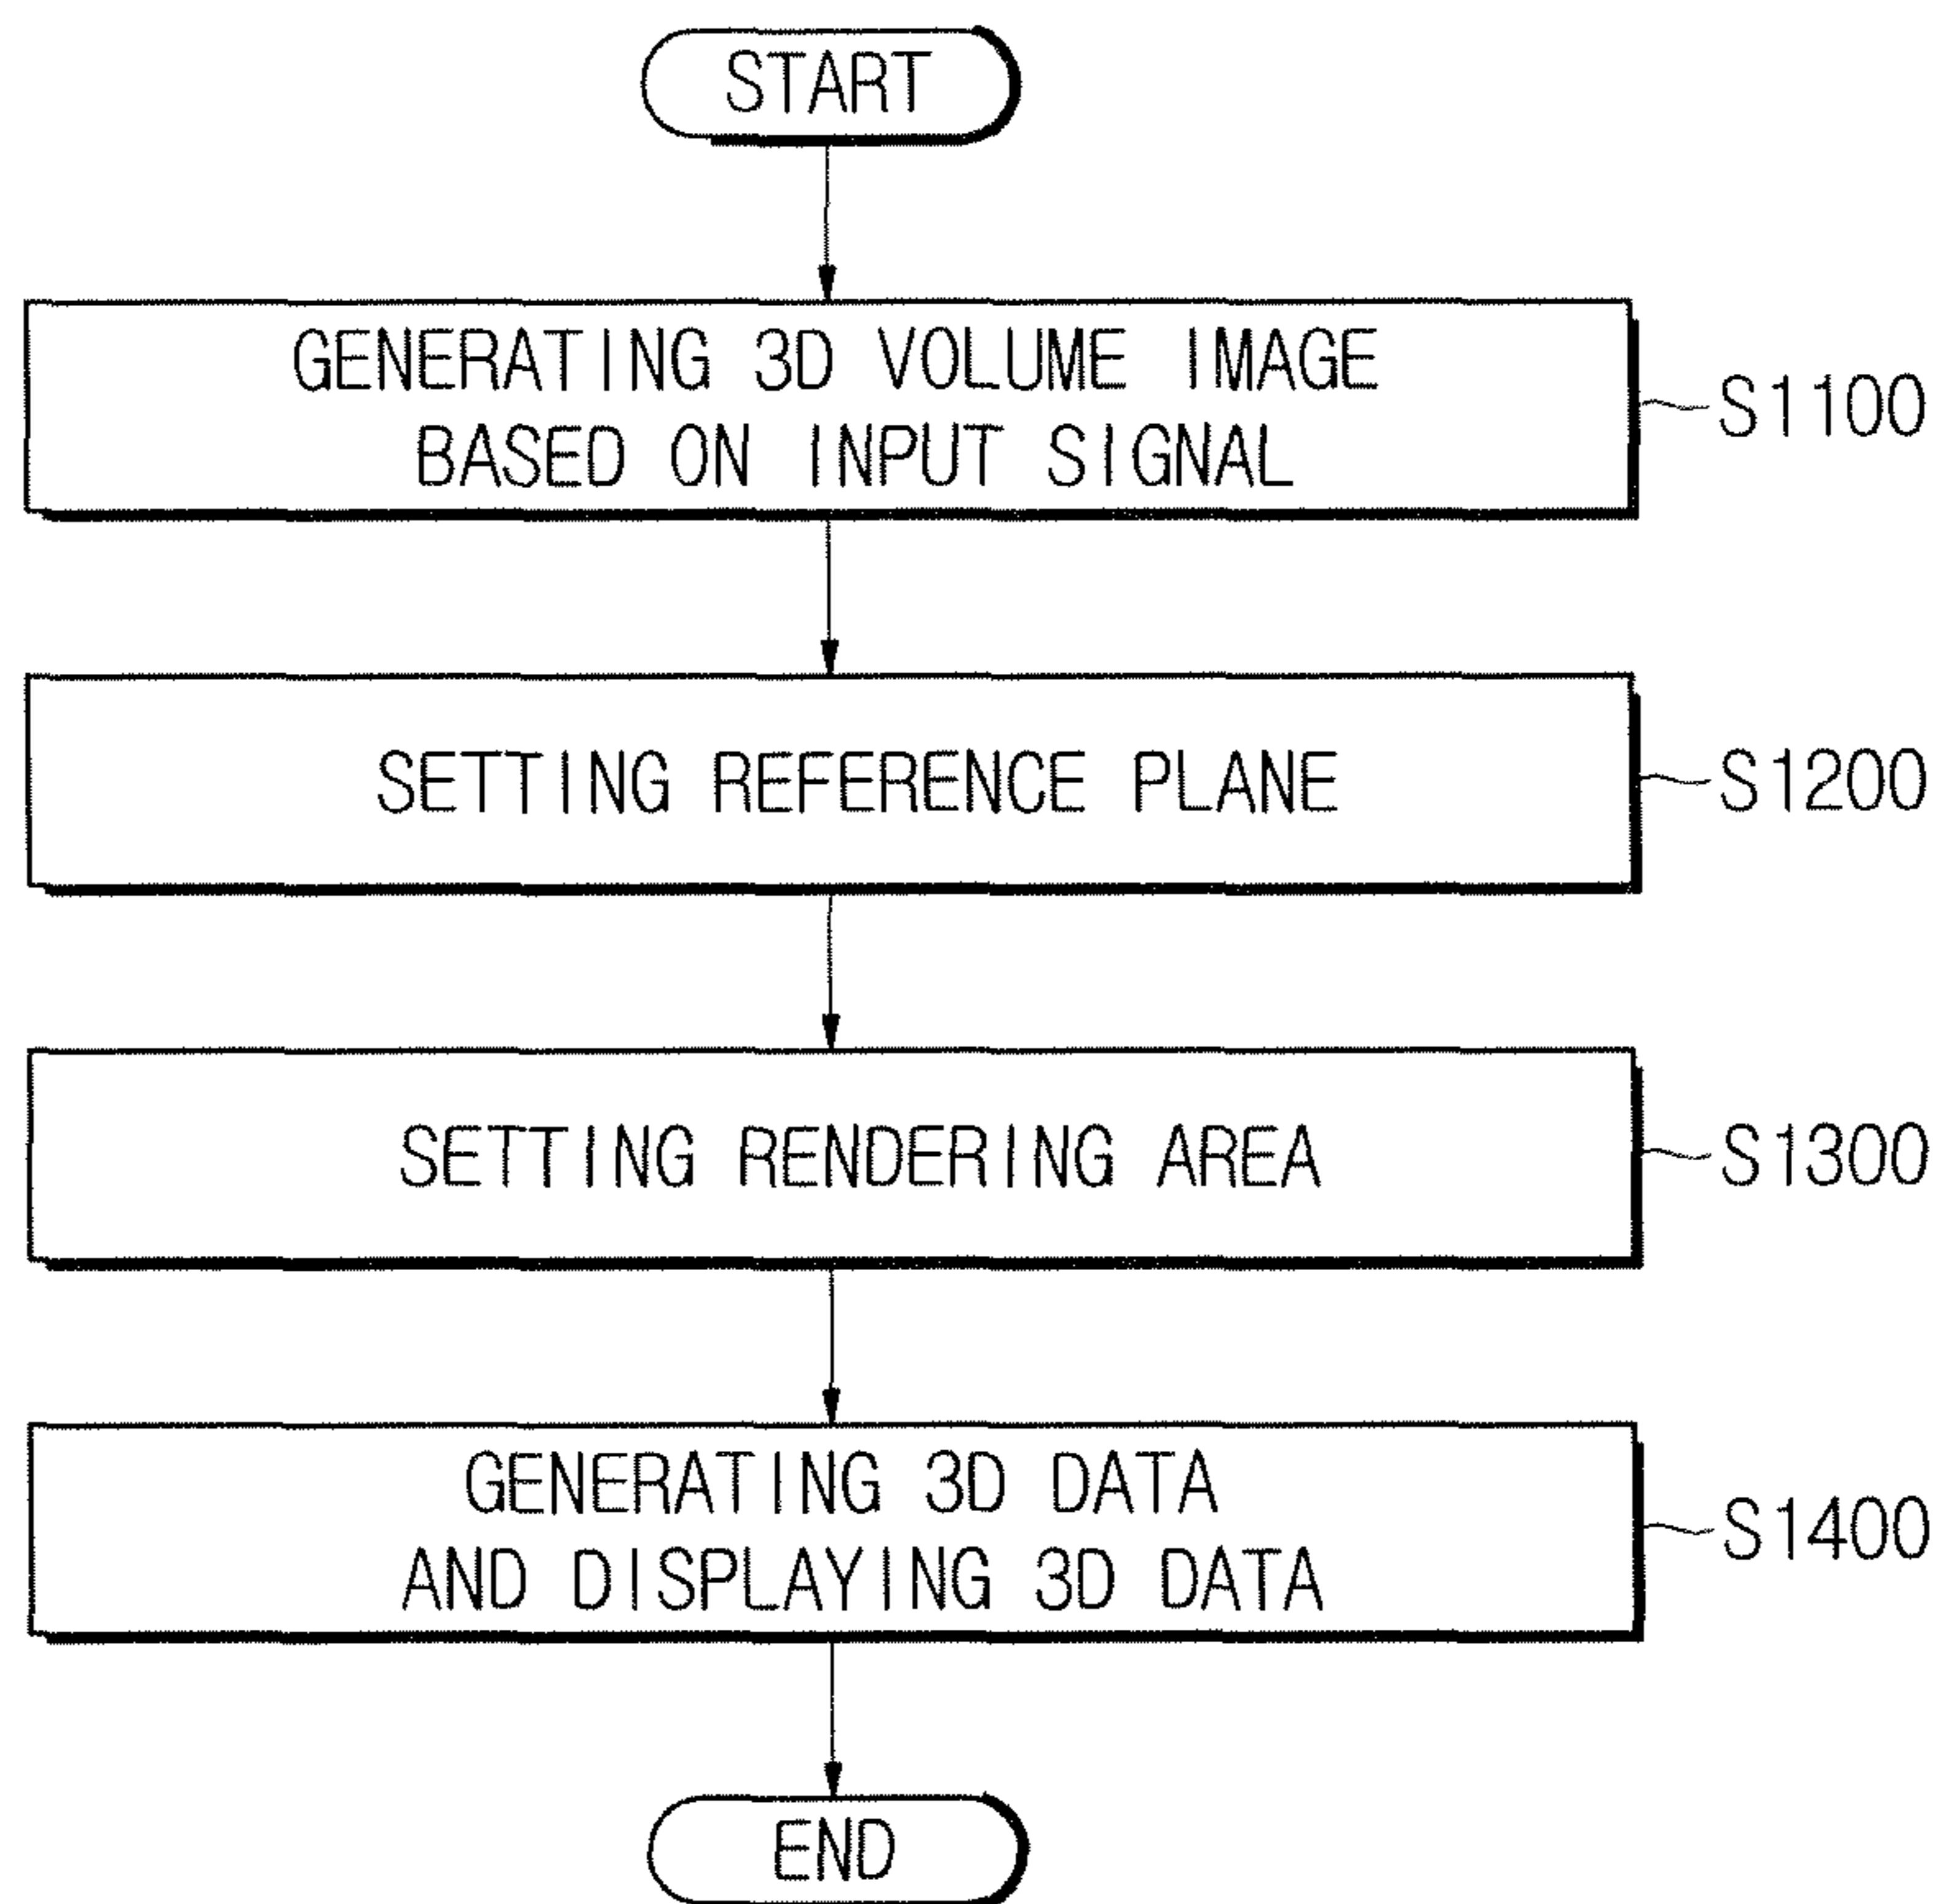 START
GENERATING 3D VOLUME IMAGE
BASED ON INPUT SIGNAL
S1100
SETTING REFERENCE PLANE
S1200
SETTING RENDERING AREA
S1300
GENERATING 3D DATA
AND DISPLAYING 3D DATA
S1400
END